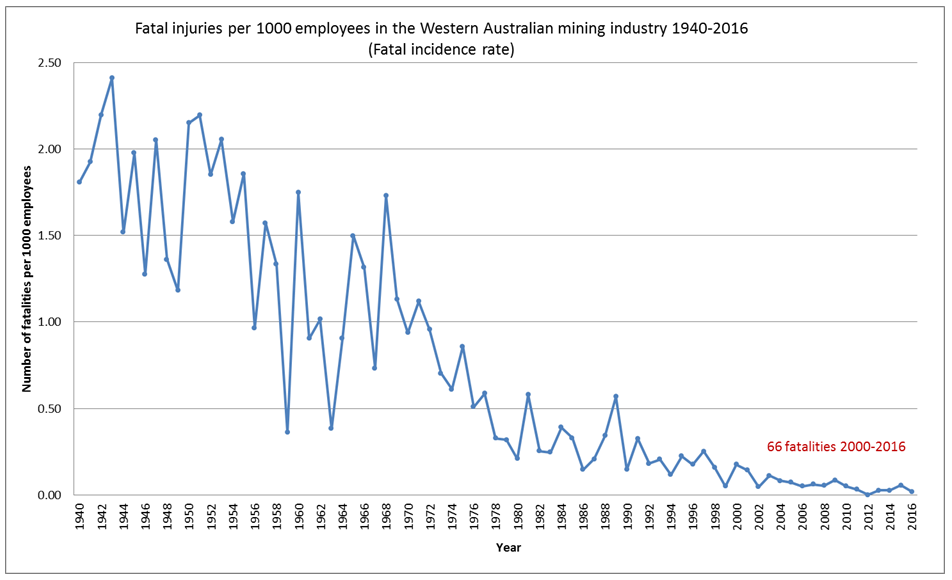 Fatal injuries per 1000 employees in the Western Australian mining industry 1940-2016
(Fatal incidence rate)
Number of fatalities per 1000 employees
2.50
2.00
1.50
1.00
0.50
0.00
66 fatalities 2000-2016
1940 1942 1944 1946 1948 1950 1952 1954 1956 1958 1960 1962 1964 1966 1968 1970 1972 1974 1976 1978 1980 1982 1984 1986 1988 1990 1992 1994 1996 1998 2000 2002 2004 2006 2008 2010 2012 2014 2016
Year